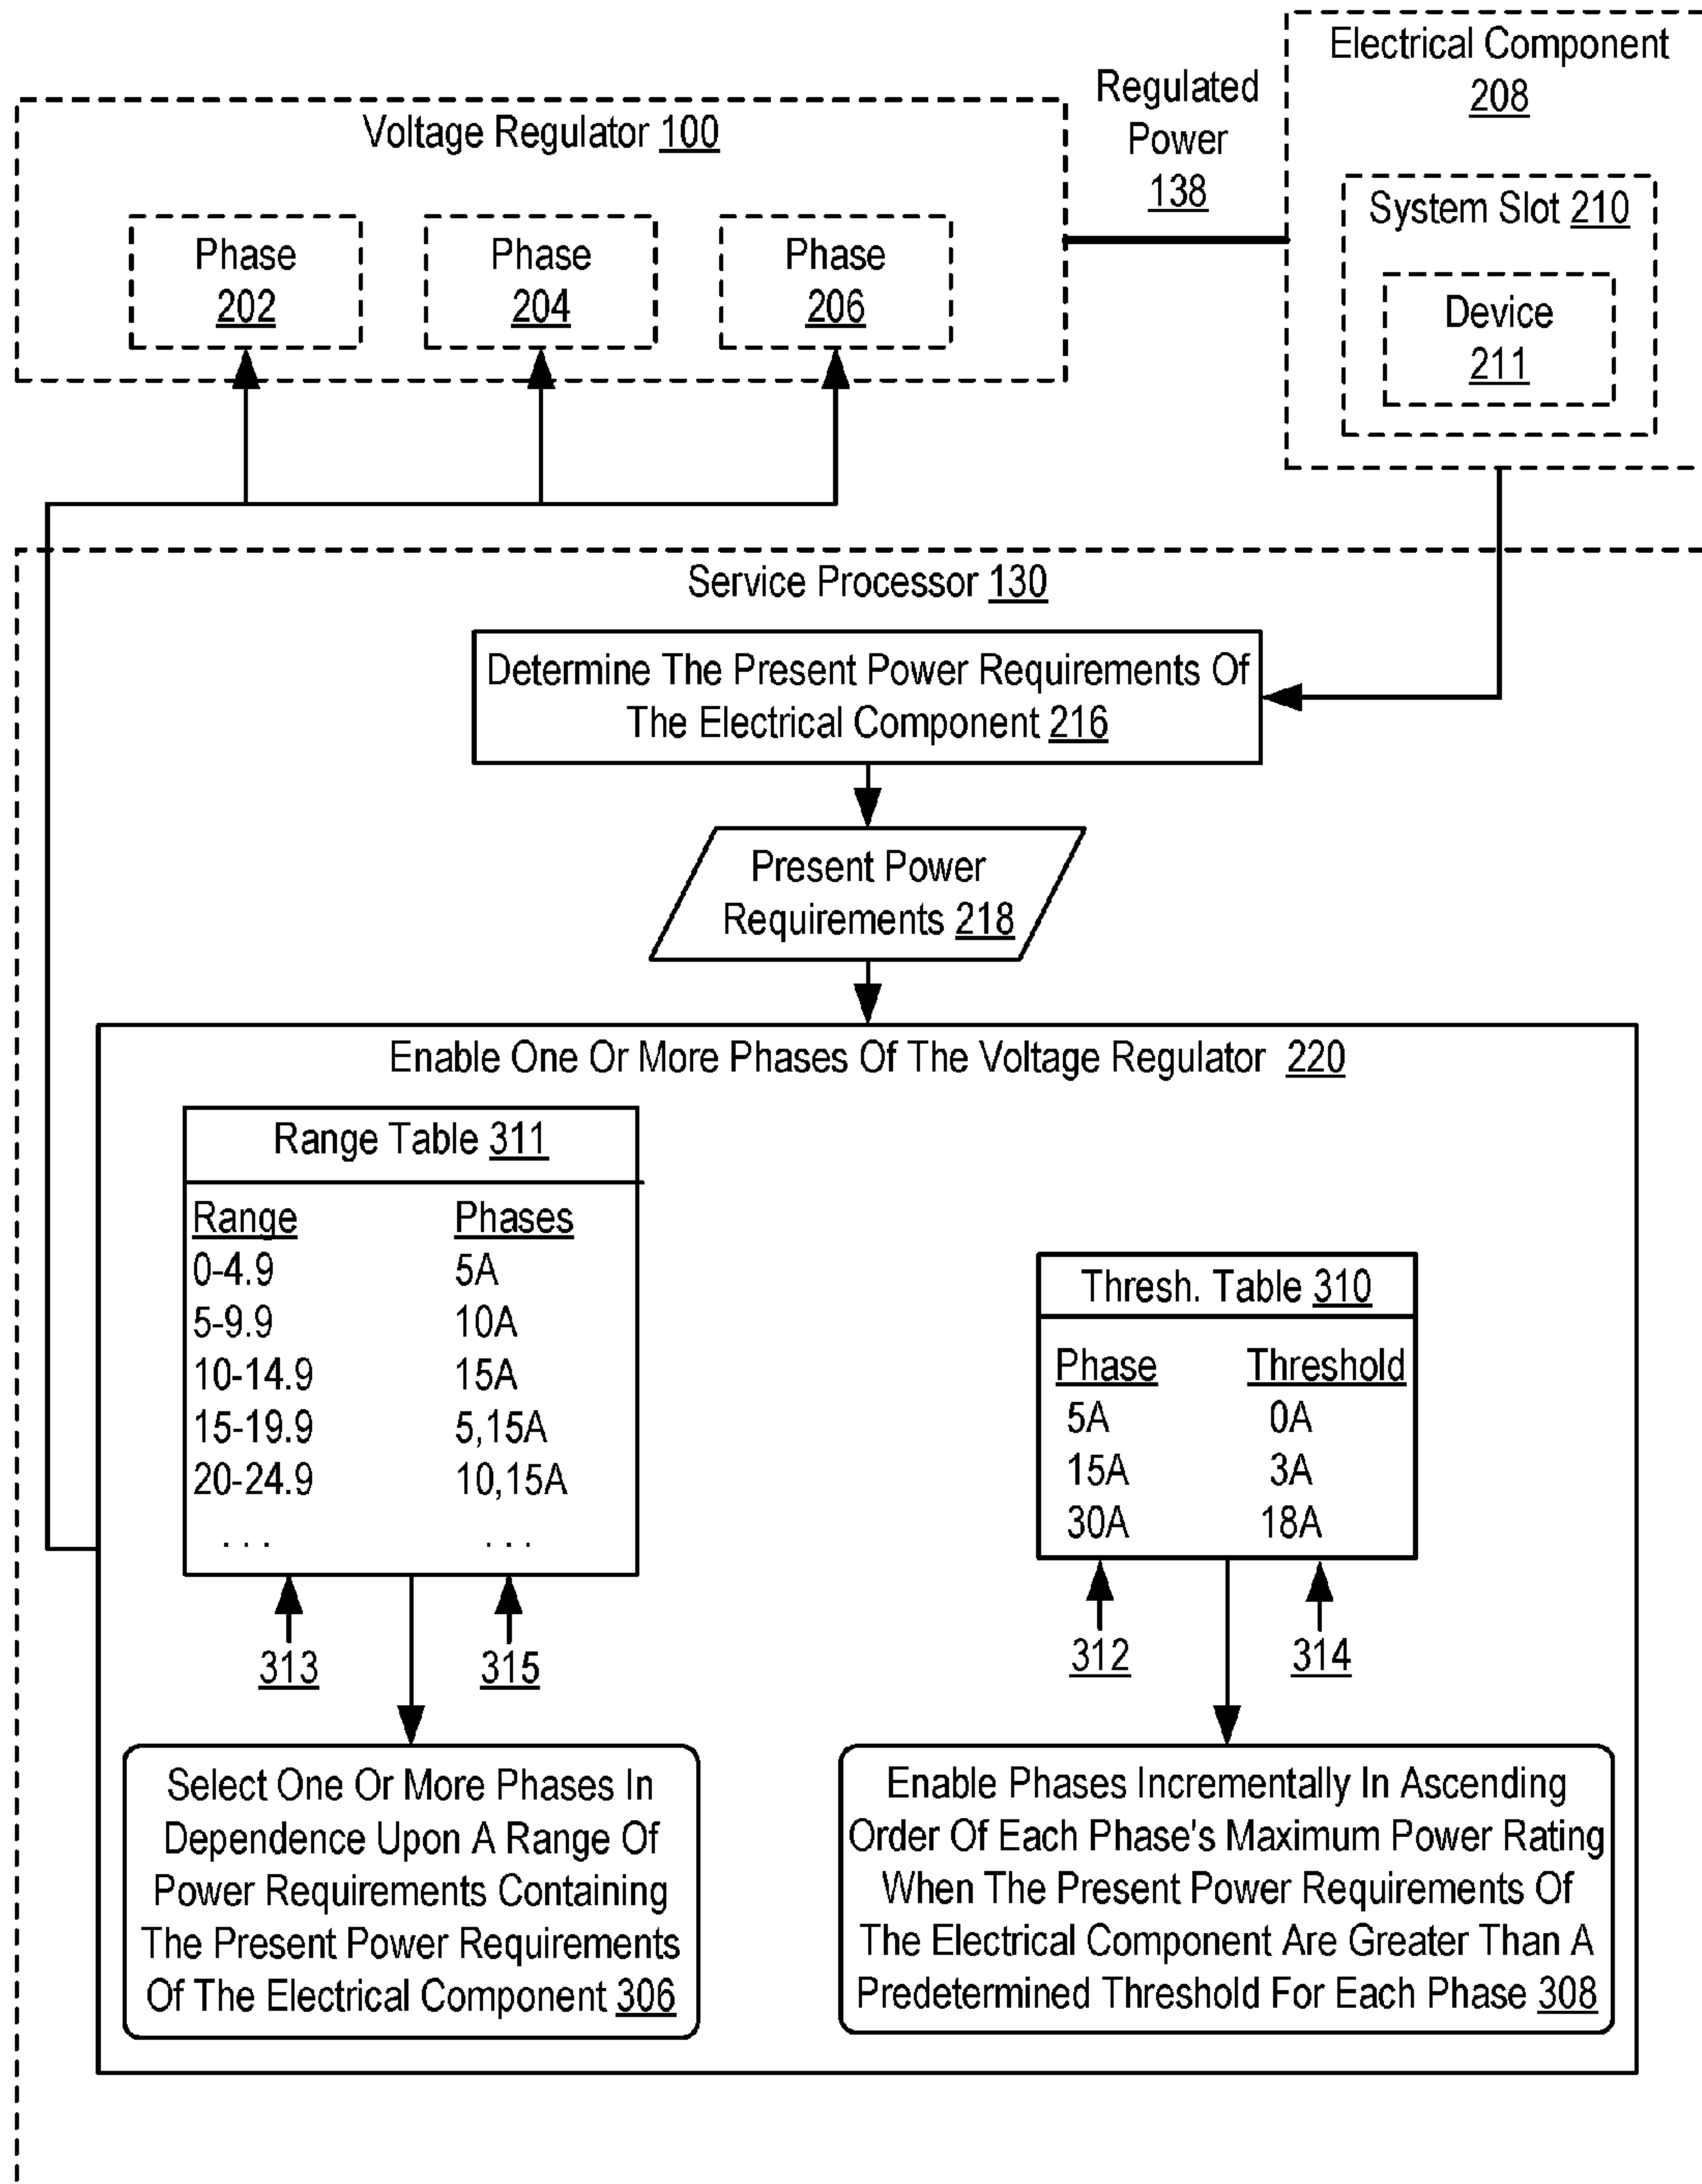 Voltage Regulator 100
Phase
202
Phase
204
Phase
206
Regulated
Power
138
Electrical Component
208
System Slot 210
Device
211
Service Processor 130
Determine The Present Power Requirements Of
The Electrical Component 216
Present Power
Requirements 218
Enable One Or More Phases Of The Voltage Regulator 220
Range Table 311
Range Phases
0-4.9 5A
5-9.9 10A
10-14.9 15A
15-19.9 5,15A
20-24.9 10,15A
. . . . . .
313 315
Select One Or More Phases In
Dependence Upon A Range Of
Power Requirements Containing
The Present Power Requirements
Of The Electrical Component 306
Thresh. Table 310
Phase Threshold
5A 0A
15A 3A
30A 18A
312 314
Enable Phases Incrementally In Ascending
Order Of Each Phase's Maximum Power Rating
When The Present Power Requirements Of
The Electrical Component Are Greater Than A
Predetermined Threshold For Each Phase 308